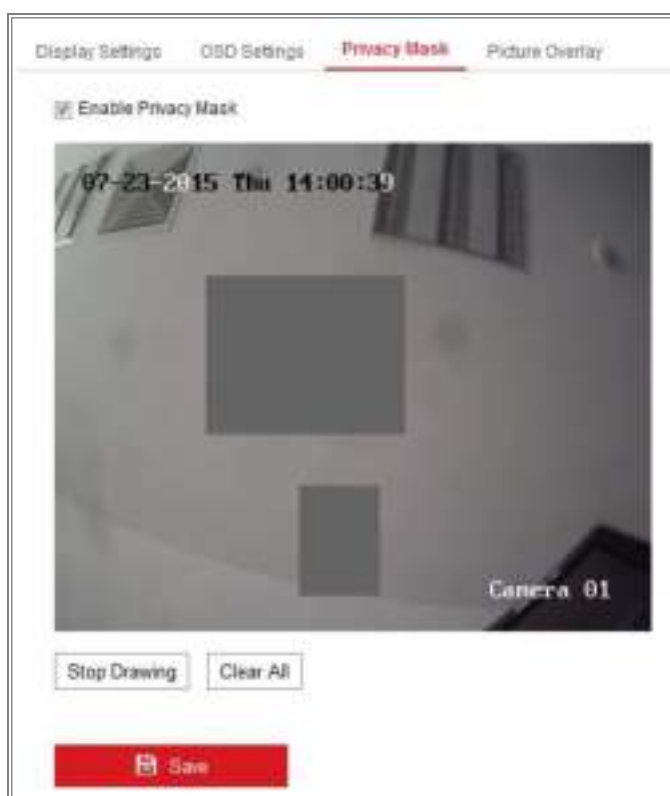 Display Settings OSD Settings Privacy Mask Picture Overlay
Enable Privacy Mask
07-23-2015 Thu 14:00:39
Camera 01
Stop Drawing Clear All
Save